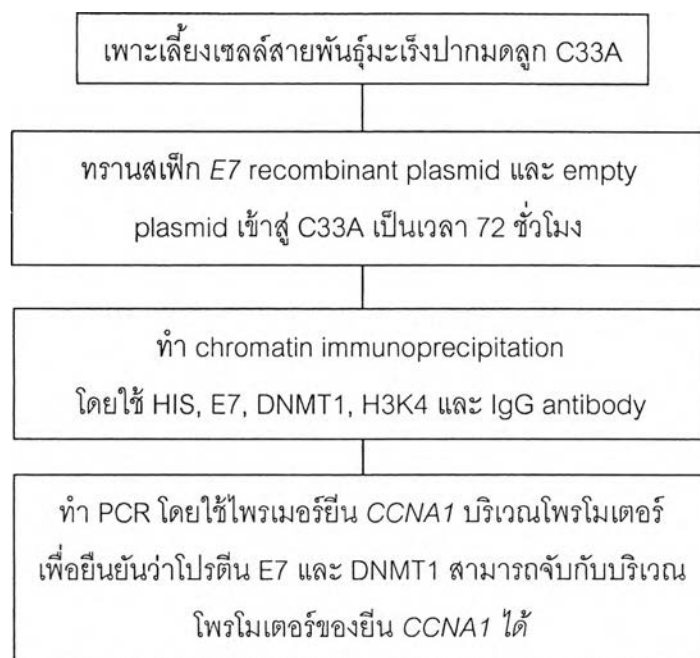 เพาะเลี้ยงเซลล์สายพันธุ์มะเร็งปากมดลูก C33A
ทรานสเฟ็ก E7 recombinant plasmid และ empty
plasmid เข้าสู่ C33A เป็นเวลา 72 ชั่วโมง
ทำ chromatin immunoprecipitation
โดยใช้ HIS, E7, DNMT1, H3K4 และ IgG antibody
ทำ PCR โดยใช้ไพรเมอร์ยีน CCNA1 บริเวณโพรโมเตอร์
เพื่อยืนยันว่าโปรตีน E7 และ DNMT1 สามารถจับกับบริเวณ
โพรโมเตอร์ของยีน CCNA1 ได้